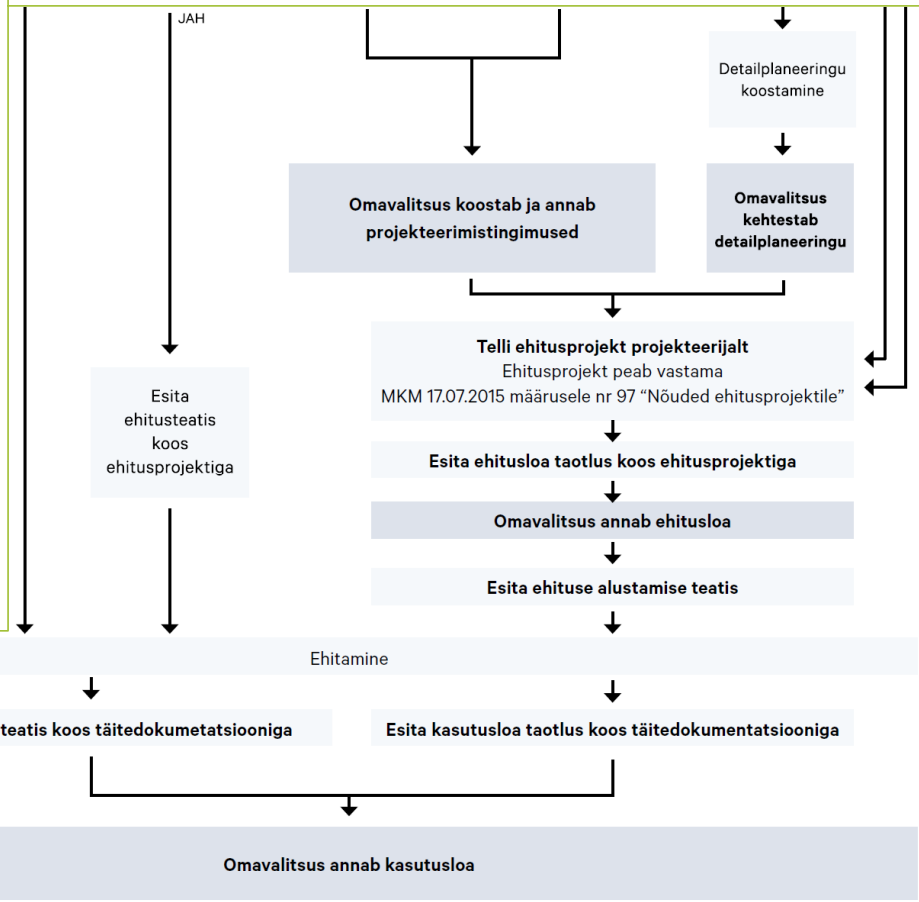 JAH
Detailplaneeringu
koostamine
Omavalitsus koostab ja annab
projekteerimistingimused
Omavalitsus
kehtestab
detailplaneeringu
Telli ehitusprojekt projekteerijalt
Ehitusprojekt peab vastama
MKM 17.07.2015 määrusele nr 97 “Nõuded ehitusprojektile”
Esita
ehitusteatis
koos
ehitusprojektiga
Esita ehitusloa taotlus koos ehitusprojektiga
Omavalitsus annab ehitusloa
Esita ehituse alustamise teatis
Ehitamine
teatis koos täitedokumetatsiooniga
Esita kasutusloa taotlus koos täitedokumentatsiooniga
Omavalitsus annab kasutusloa